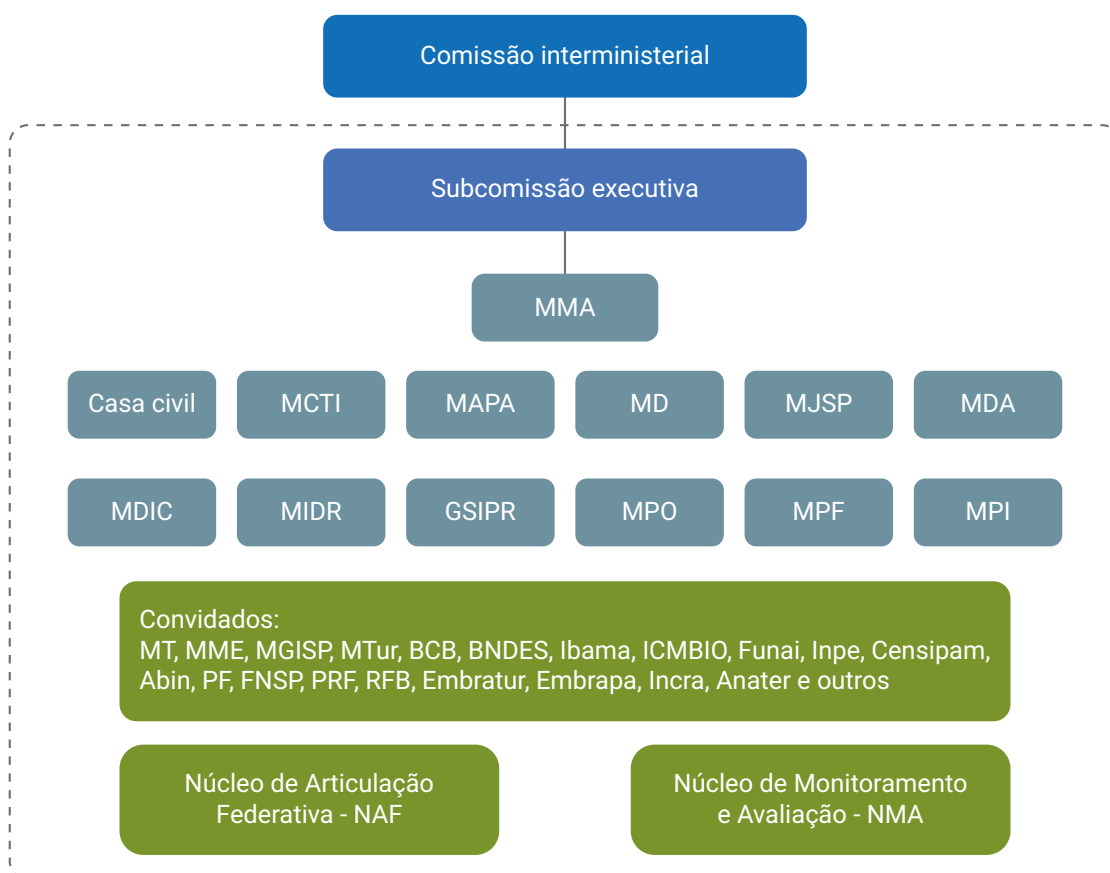 Comissão interministerial
Subcomissão executiva
MMA
Casa civil
MCTI
MAPA
MD
MJSP
MDA
MDIC
MIDR
GSIPR
MPO
MPF
MPI
Convidados:
MT, MME, MGISP, MTur, BCB, BNDES, Ibama, ICMBIO, Funai, Inpe, Censipam,
Abin, PF, FNSP, PRF, RFB, Embratur, Embrapa, Incra, Anater e outros
Núcleo de Articulação
Federativa - NAF
Núcleo de Monitoramento
e Avaliação - NMA